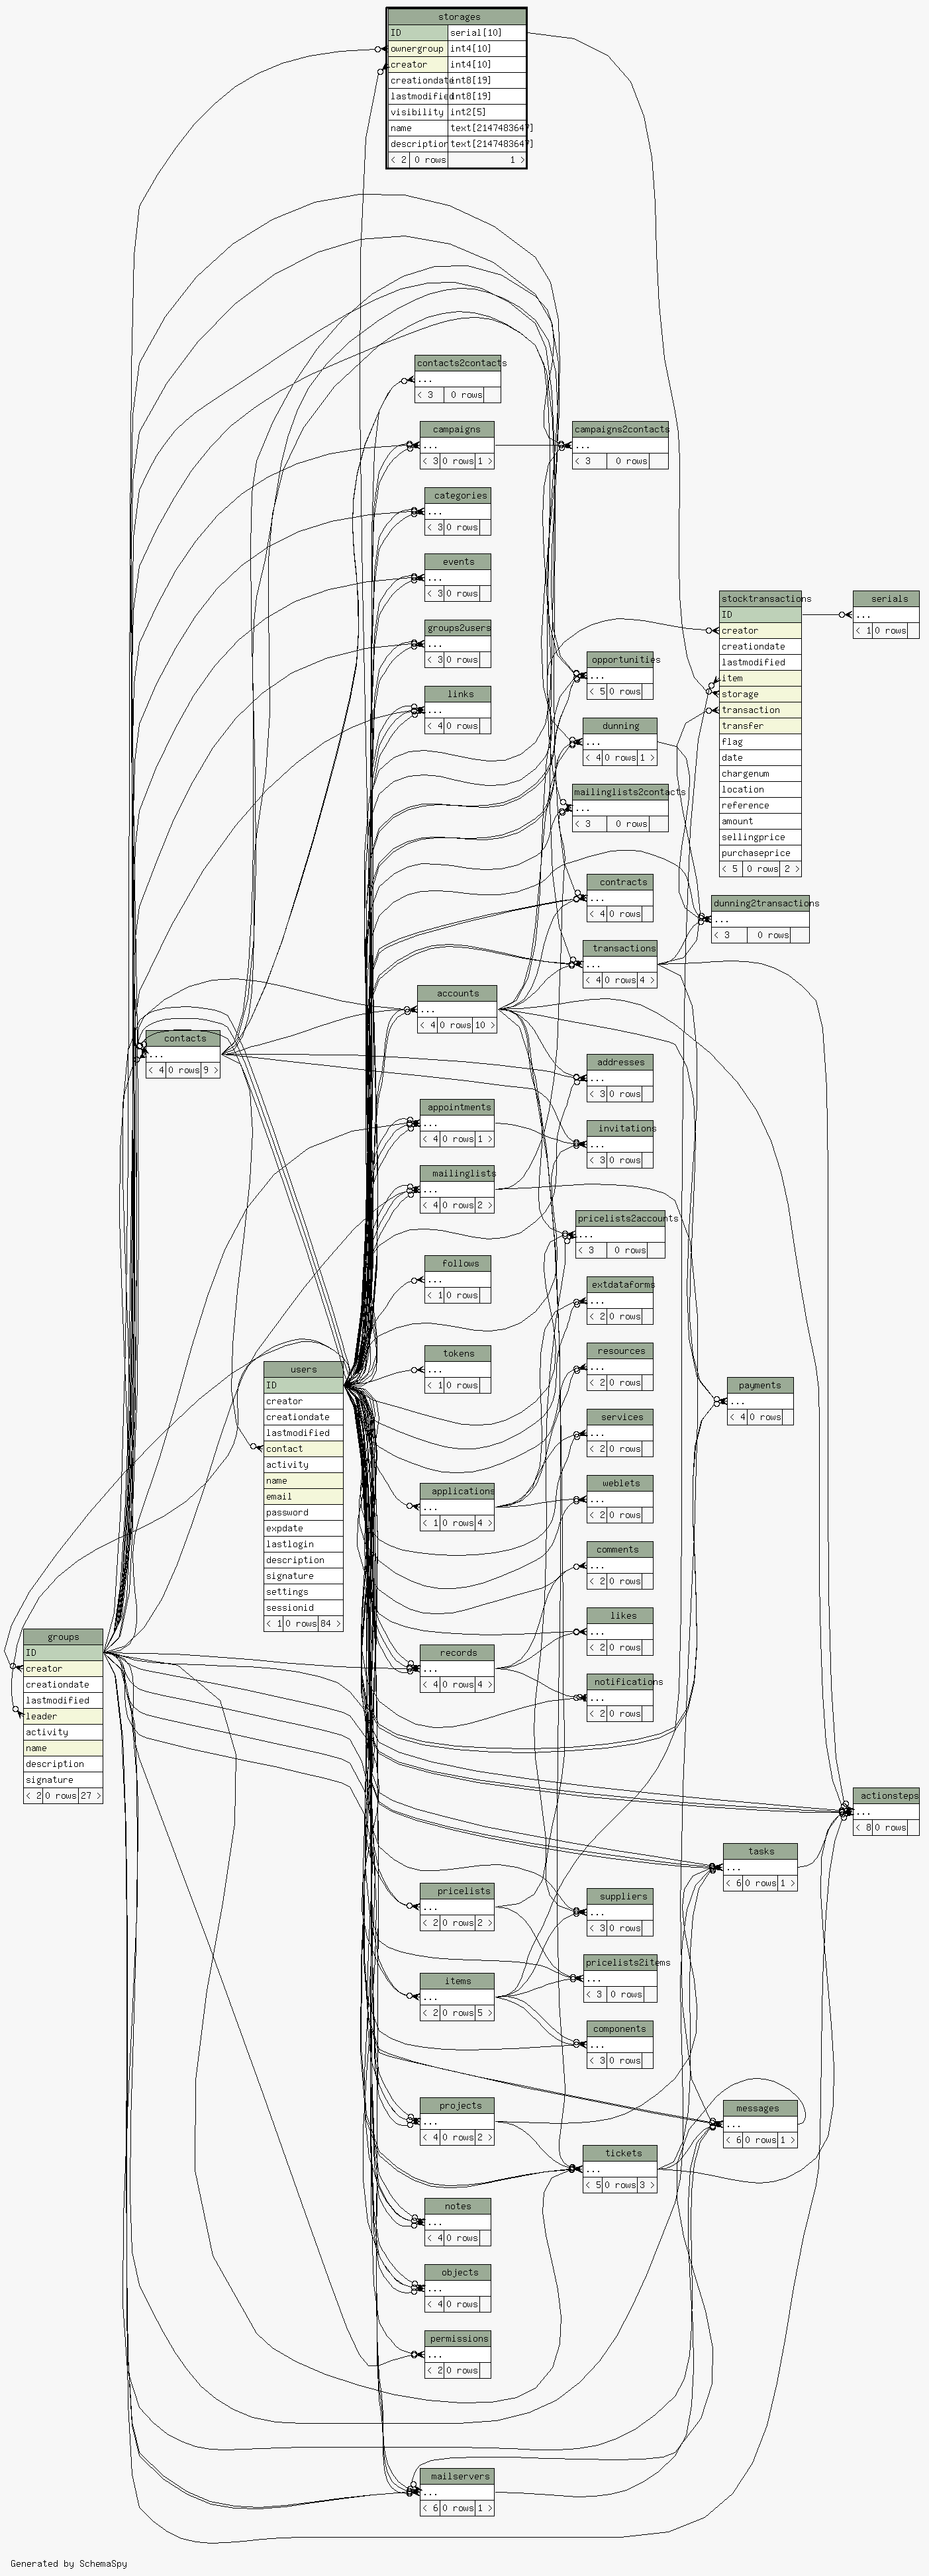 storages
ID serial[10]
ownergroup int4[10]
creator int4[10]
creationdate int8[19]
lastmodified int8[19]
visibility int2[5]
name text[2147483647]
description text[2147483647]
< 2 0 rows 1 >
contacts2contacts
...
< 3 0 rows
campaigns
...
< 3 0 rows 1 >
campaigns2contacts
...
< 3 0 rows
categories
...
< 3 0 rows
events
...
< 3 0 rows
groups2users
...
< 3 0 rows
links
...
< 4 0 rows
opportunities
...
< 5 0 rows
dunning
...
< 4 0 rows 1 >
mailinglists2contacts
...
< 3 0 rows
stocktransactions
ID
creator
creationdate
lastmodified
item
storage
transaction
transfer
flag
date
chargenum
location
reference
amount
sellingprice
purchaseprice
< 5 0 rows 2 >
serials
...
< 1 0 rows
contracts
...
< 4 0 rows
dunning2transactions
...
< 3 0 rows
transactions
...
< 4 0 rows 4 >
accounts
...
< 4 0 rows 10 >
contacts
...
< 4 0 rows 9 >
addresses
...
< 3 0 rows
appointments
...
< 4 0 rows 1 >
invitations
...
< 3 0 rows
mailinglists
...
< 4 0 rows 2 >
pricelists2accounts
...
< 3 0 rows
follows
...
< 1 0 rows
extdataforms
...
< 2 0 rows
tokens
...
< 1 0 rows
resources
...
< 2 0 rows
users
ID
creator
creationdate
lastmodified
contact
activity
name
email
password
expdate
lastlogin
description
signature
settings
sessionid
< 1 0 rows 84 >
payments
...
< 4 0 rows
services
...
< 2 0 rows
applications
...
< 1 0 rows 4 >
weblets
...
< 2 0 rows
comments
...
< 2 0 rows
likes
...
< 2 0 rows
groups
ID
creator
creationdate
lastmodified
leader
activity
name
description
signature
< 2 0 rows 27 >
records
...
< 4 0 rows 4 >
notifications
...
< 2 0 rows
actionsteps
...
< 8 0 rows
tasks
...
< 6 0 rows 1 >
pricelists
...
< 2 0 rows 2 >
suppliers
...
< 3 0 rows
items
...
< 2 0 rows 5 >
pricelists2items
...
< 3 0 rows
components
...
< 3 0 rows
projects
...
< 4 0 rows 2 >
messages
...
< 6 0 rows 1 >
tickets
...
< 5 0 rows 3 >
notes
...
< 4 0 rows
objects
...
< 4 0 rows
permissions
...
< 2 0 rows
mailservers
...
< 6 0 rows 1 >
Generated by SchemaSpy